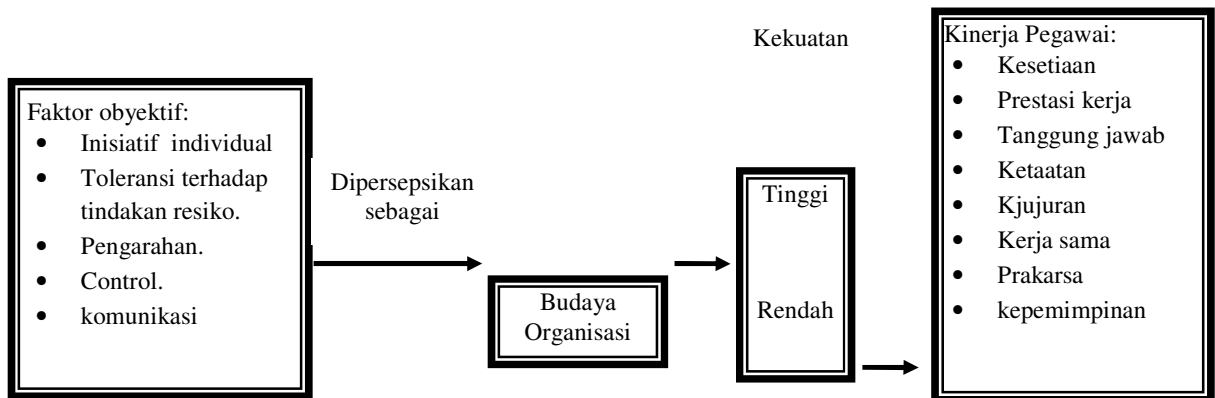 Faktor obyektif:
• Inisiatif individual
• Toleransi terhadap
tindakan resiko.
• Pengarahan.
• Control.
• komunikasi
Dipersepsikan
sebagai
Budaya
Organisasi
Kekuatan
Tinggi
Rendah
Kinerja Pegawai:
• Kesetiaan
• Prestasi kerja
• Tanggung jawab
• Ketaatan
• Kjujuran
• Kerja sama
• Prakarsa
• kepemimpinan